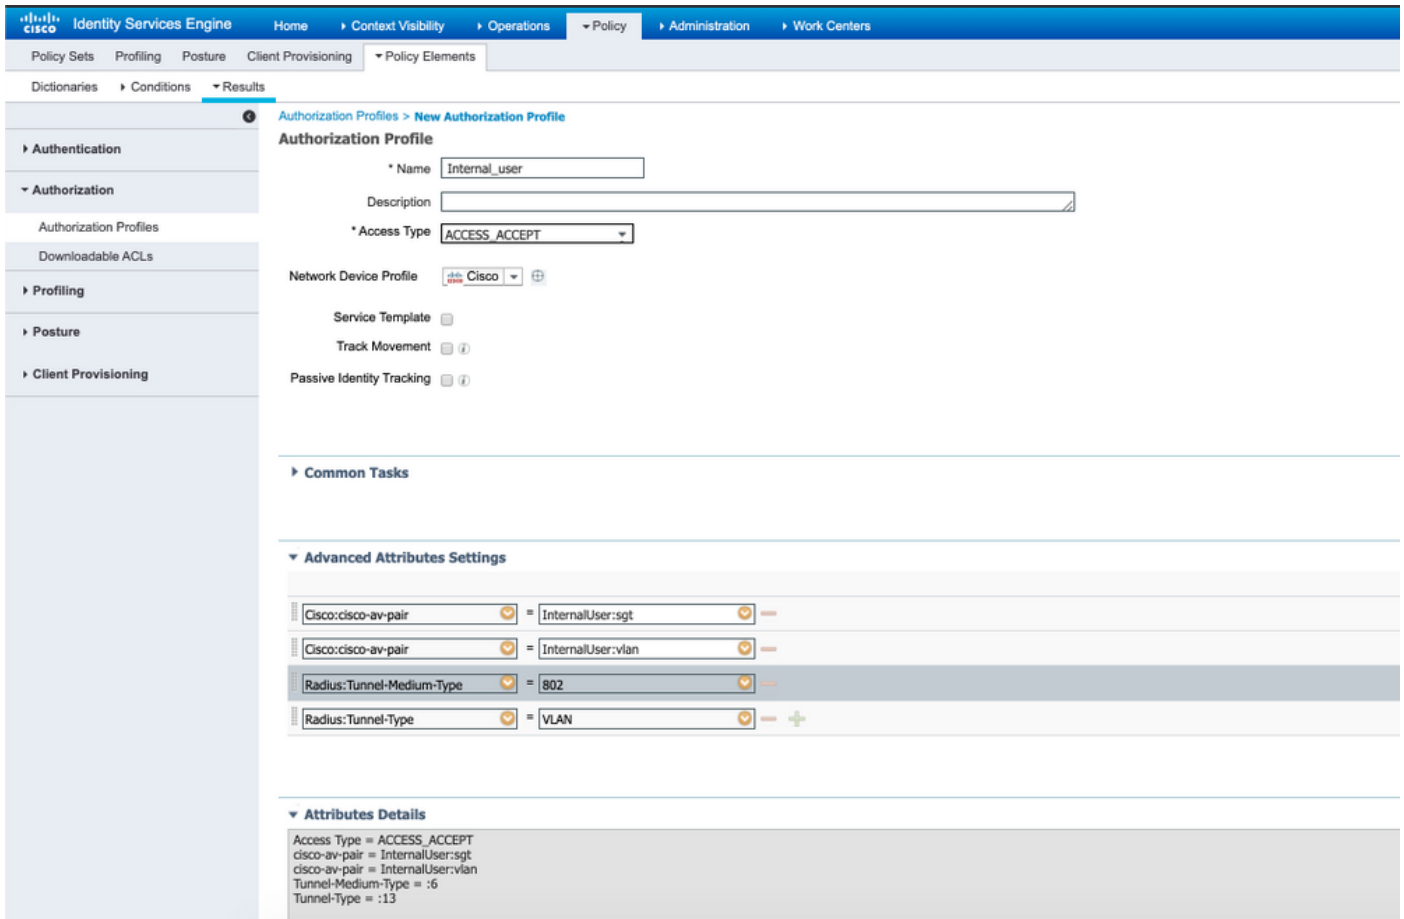 cisco Identity Services Engine Home Context Visibility Operations Policy Administration Work Centers
Policy Sets Profiling Posture Client Provisioning Policy Elements
Dictionaries Conditions Results
Authorization Profiles > New Authorization Profile
Authorization Profile
Authentication
* Name Internal_user
Authorization
Description
Authorization Profiles
* Access Type ACCESS_ACCEPT
Downloadable ACLs
Network Device Profile Cisco
Profiling
Service Template
Posture
Track Movement
Client Provisioning
Passive Identity Tracking
Common Tasks
Advanced Attributes Settings
Cisco:cisco-av-pair = InternalUser:sgt
Cisco:cisco-av-pair = InternalUser:vlan
Radius:Tunnel-Medium-Type = 802
Radius:Tunnel-Type = VLAN
Attributes Details
Access Type = ACCESS_ACCEPT
cisco-av-pair = InternalUser:sgt
cisco-av-pair = InternalUser:vlan
Tunnel-Medium-Type = :6
Tunnel-Type = :13